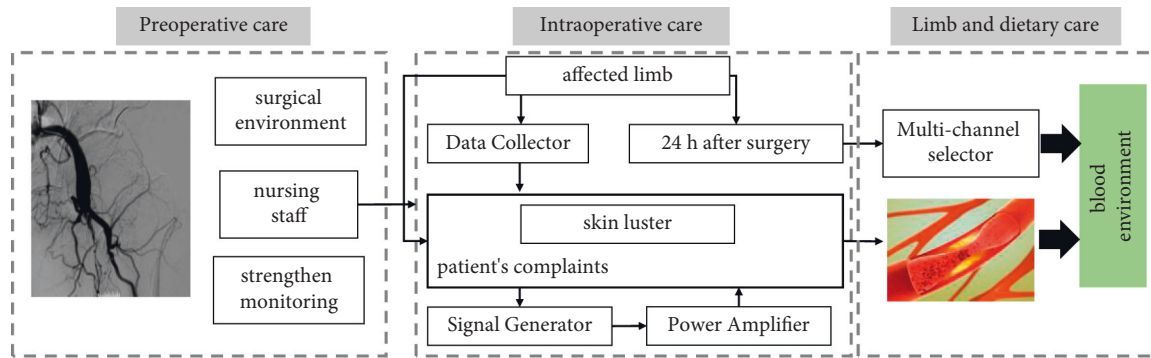 Preoperative care
Intraoperative care
Limb and dietary care
surgical
environment
nursing
staff
strengthen
monitoring
affected limb
Data Collector
24 h after surgery
skin luster
patient's complaints
Signal Generator
Power Amplifier
Multi-channel
selector
blood
environment